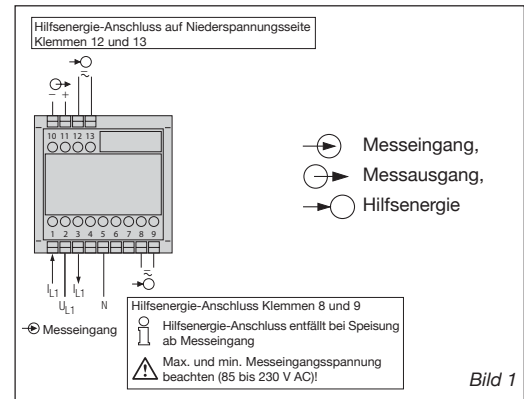 Hilfsenergie-Anschluss auf Niederspannungsseite
Klemmen 12 und 13
− +
10 11 12 13
1 2 3 4 5 6 7 8 9
IL1 UL1 IL1 N
Messeingang
Messeingang,
Messausgang,
Hilfsenergie
Hilfsenergie-Anschluss Klemmen 8 und 9
Hilfsenergie-Anschluss entfällt bei Speisung
ab Messeingang
Max. und min. Messeingangsspannung
beachten (85 bis 230 V AC)!
Bild 1